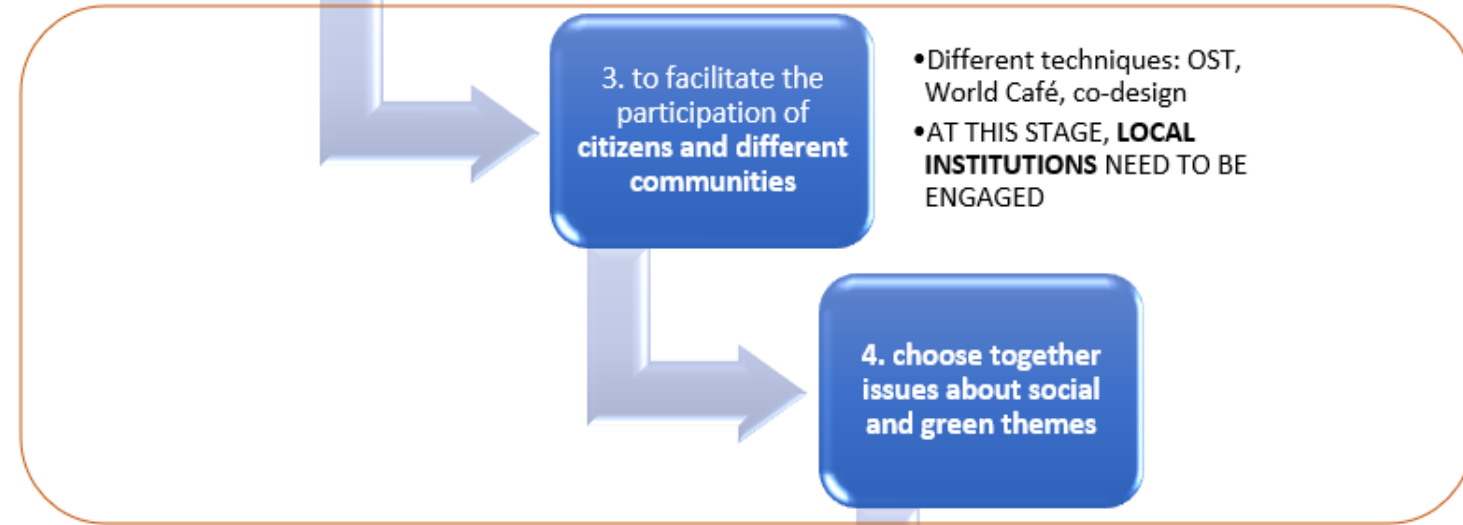 3. to facilitate the
participation of
citizens and different
communities
•Different techniques: OST,
World Café, co-design
•AT THIS STAGE, LOCAL
INSTITUTIONS NEED TO BE
ENGAGED
4. choose together
issues about social
and green themes